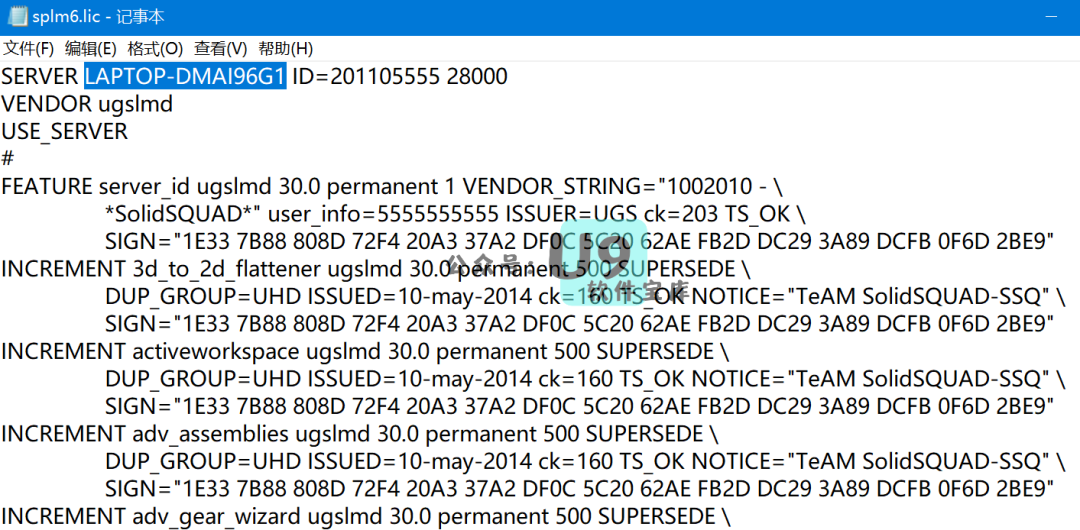 splm6.lic - 记事本
文件(F) 编辑(E) 格式(O) 查看(V) 帮助(H)
SERVER LAPTOP-DMAI96G1 ID=201105555 28000
VENDOR ugslmd
USE_SERVER
#
FEATURE server_id ugslmd 30.0 permanent 1 VENDOR_STRING="1002010 - \
*SolidSQUAD*" user_info=5555555555 ISSUER=UGS ck=203 TS_OK \
SIGN="1E33 7B88 808D 72F4 20A3 37A2 DF0C 5C20 62AE FB2D DC29 3A89 DCFB 0F6D 2BE9"
INCREMENT 3d_to_2d_flattener ugslmd 30.0 permanent 500 SUPERSEDE \
DUP_GROUP=UHD ISSUED=10-may-2014 ck=160 TS_OK NOTICE="TeAM SolidSQUAD-SSQ" \
SIGN="1E33 7B88 808D 72F4 20A3 37A2 DF0C 5C20 62AE FB2D DC29 3A89 DCFB 0F6D 2BE9"
INCREMENT activeworkspace ugslmd 30.0 permanent 500 SUPERSEDE \
DUP_GROUP=UHD ISSUED=10-may-2014 ck=160 TS_OK NOTICE="TeAM SolidSQUAD-SSQ" \
SIGN="1E33 7B88 808D 72F4 20A3 37A2 DF0C 5C20 62AE FB2D DC29 3A89 DCFB 0F6D 2BE9"
INCREMENT adv_assemblies ugslmd 30.0 permanent 500 SUPERSEDE \
DUP_GROUP=UHD ISSUED=10-may-2014 ck=160 TS_OK NOTICE="TeAM SolidSQUAD-SSQ" \
SIGN="1E33 7B88 808D 72F4 20A3 37A2 DF0C 5C20 62AE FB2D DC29 3A89 DCFB 0F6D 2BE9"
INCREMENT adv_gear_wizard ugslmd 30.0 permanent 500 SUPERSEDE \
公众号：U9
软件宝库